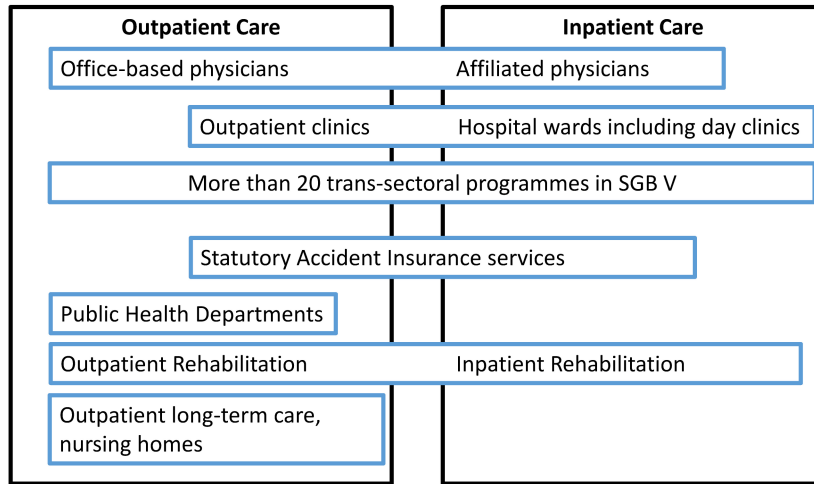 Outpatient Care
Inpatient Care
Office-based physicians
Affiliated physicians
Outpatient clinics
Hospital wards including day clinics
More than 20 trans-sectoral programmes in SGB V
Statutory Accident Insurance services
Public Health Departments
Outpatient Rehabilitation
Inpatient Rehabilitation
Outpatient long-term care,
nursing homes